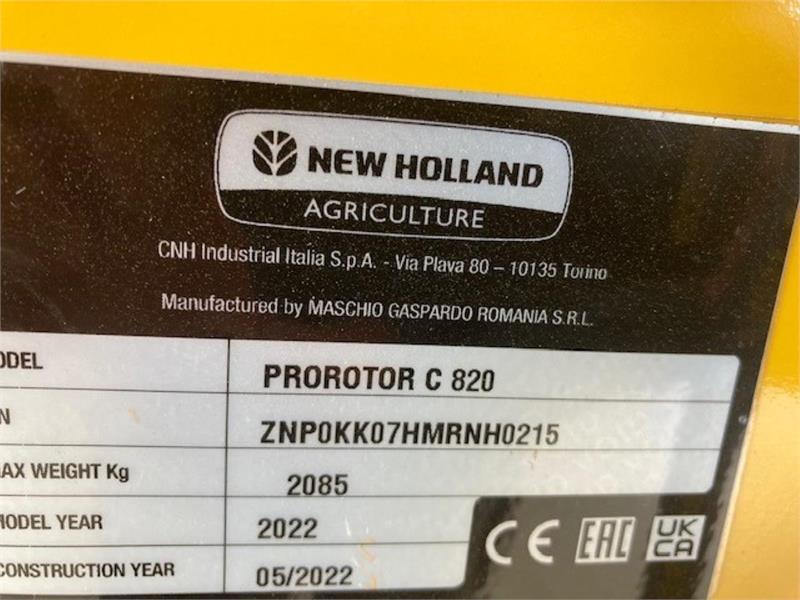 NEW HOLLAND
AGRICULTURE
CNH Industrial Italia S.p.A. - Via Plava 80 – 10135 Torino
Manufactured by MASCHIO GASPARDO ROMANIA S.R.L.
ODEL PROROTOR C 820
N ZNP0KK07HMRNH0215
AX WEIGHT Kg 2085
MODEL YEAR 2022
CONSTRUCTION YEAR 05/2022
CE EAC UK
CA